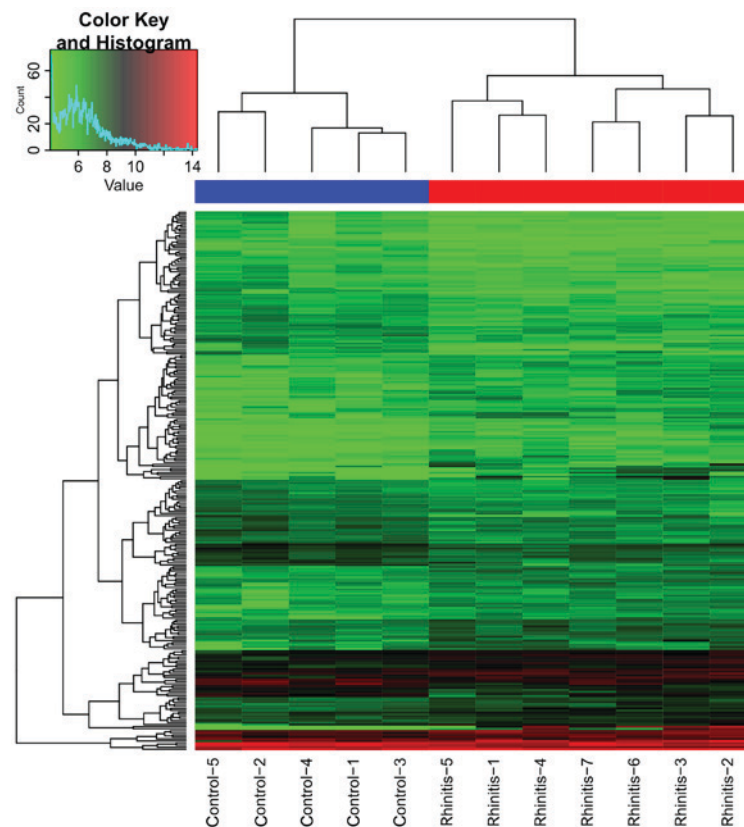 Color Key
and Histogram
Count
0 20 60
6 8 10 12 14
Value
Control-5
Control-2
Control-4
Control-1
Control-3
Rhinitis-5
Rhinitis-1
Rhinitis-4
Rhinitis-7
Rhinitis-6
Rhinitis-3
Rhinitis-2